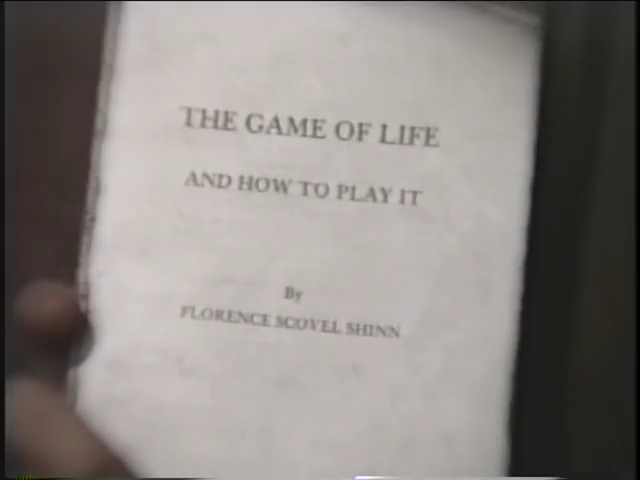 THE GAME OF LIFE
AND HOW TO PLAY IT
By
FLORENCE SCOVEL SHINN